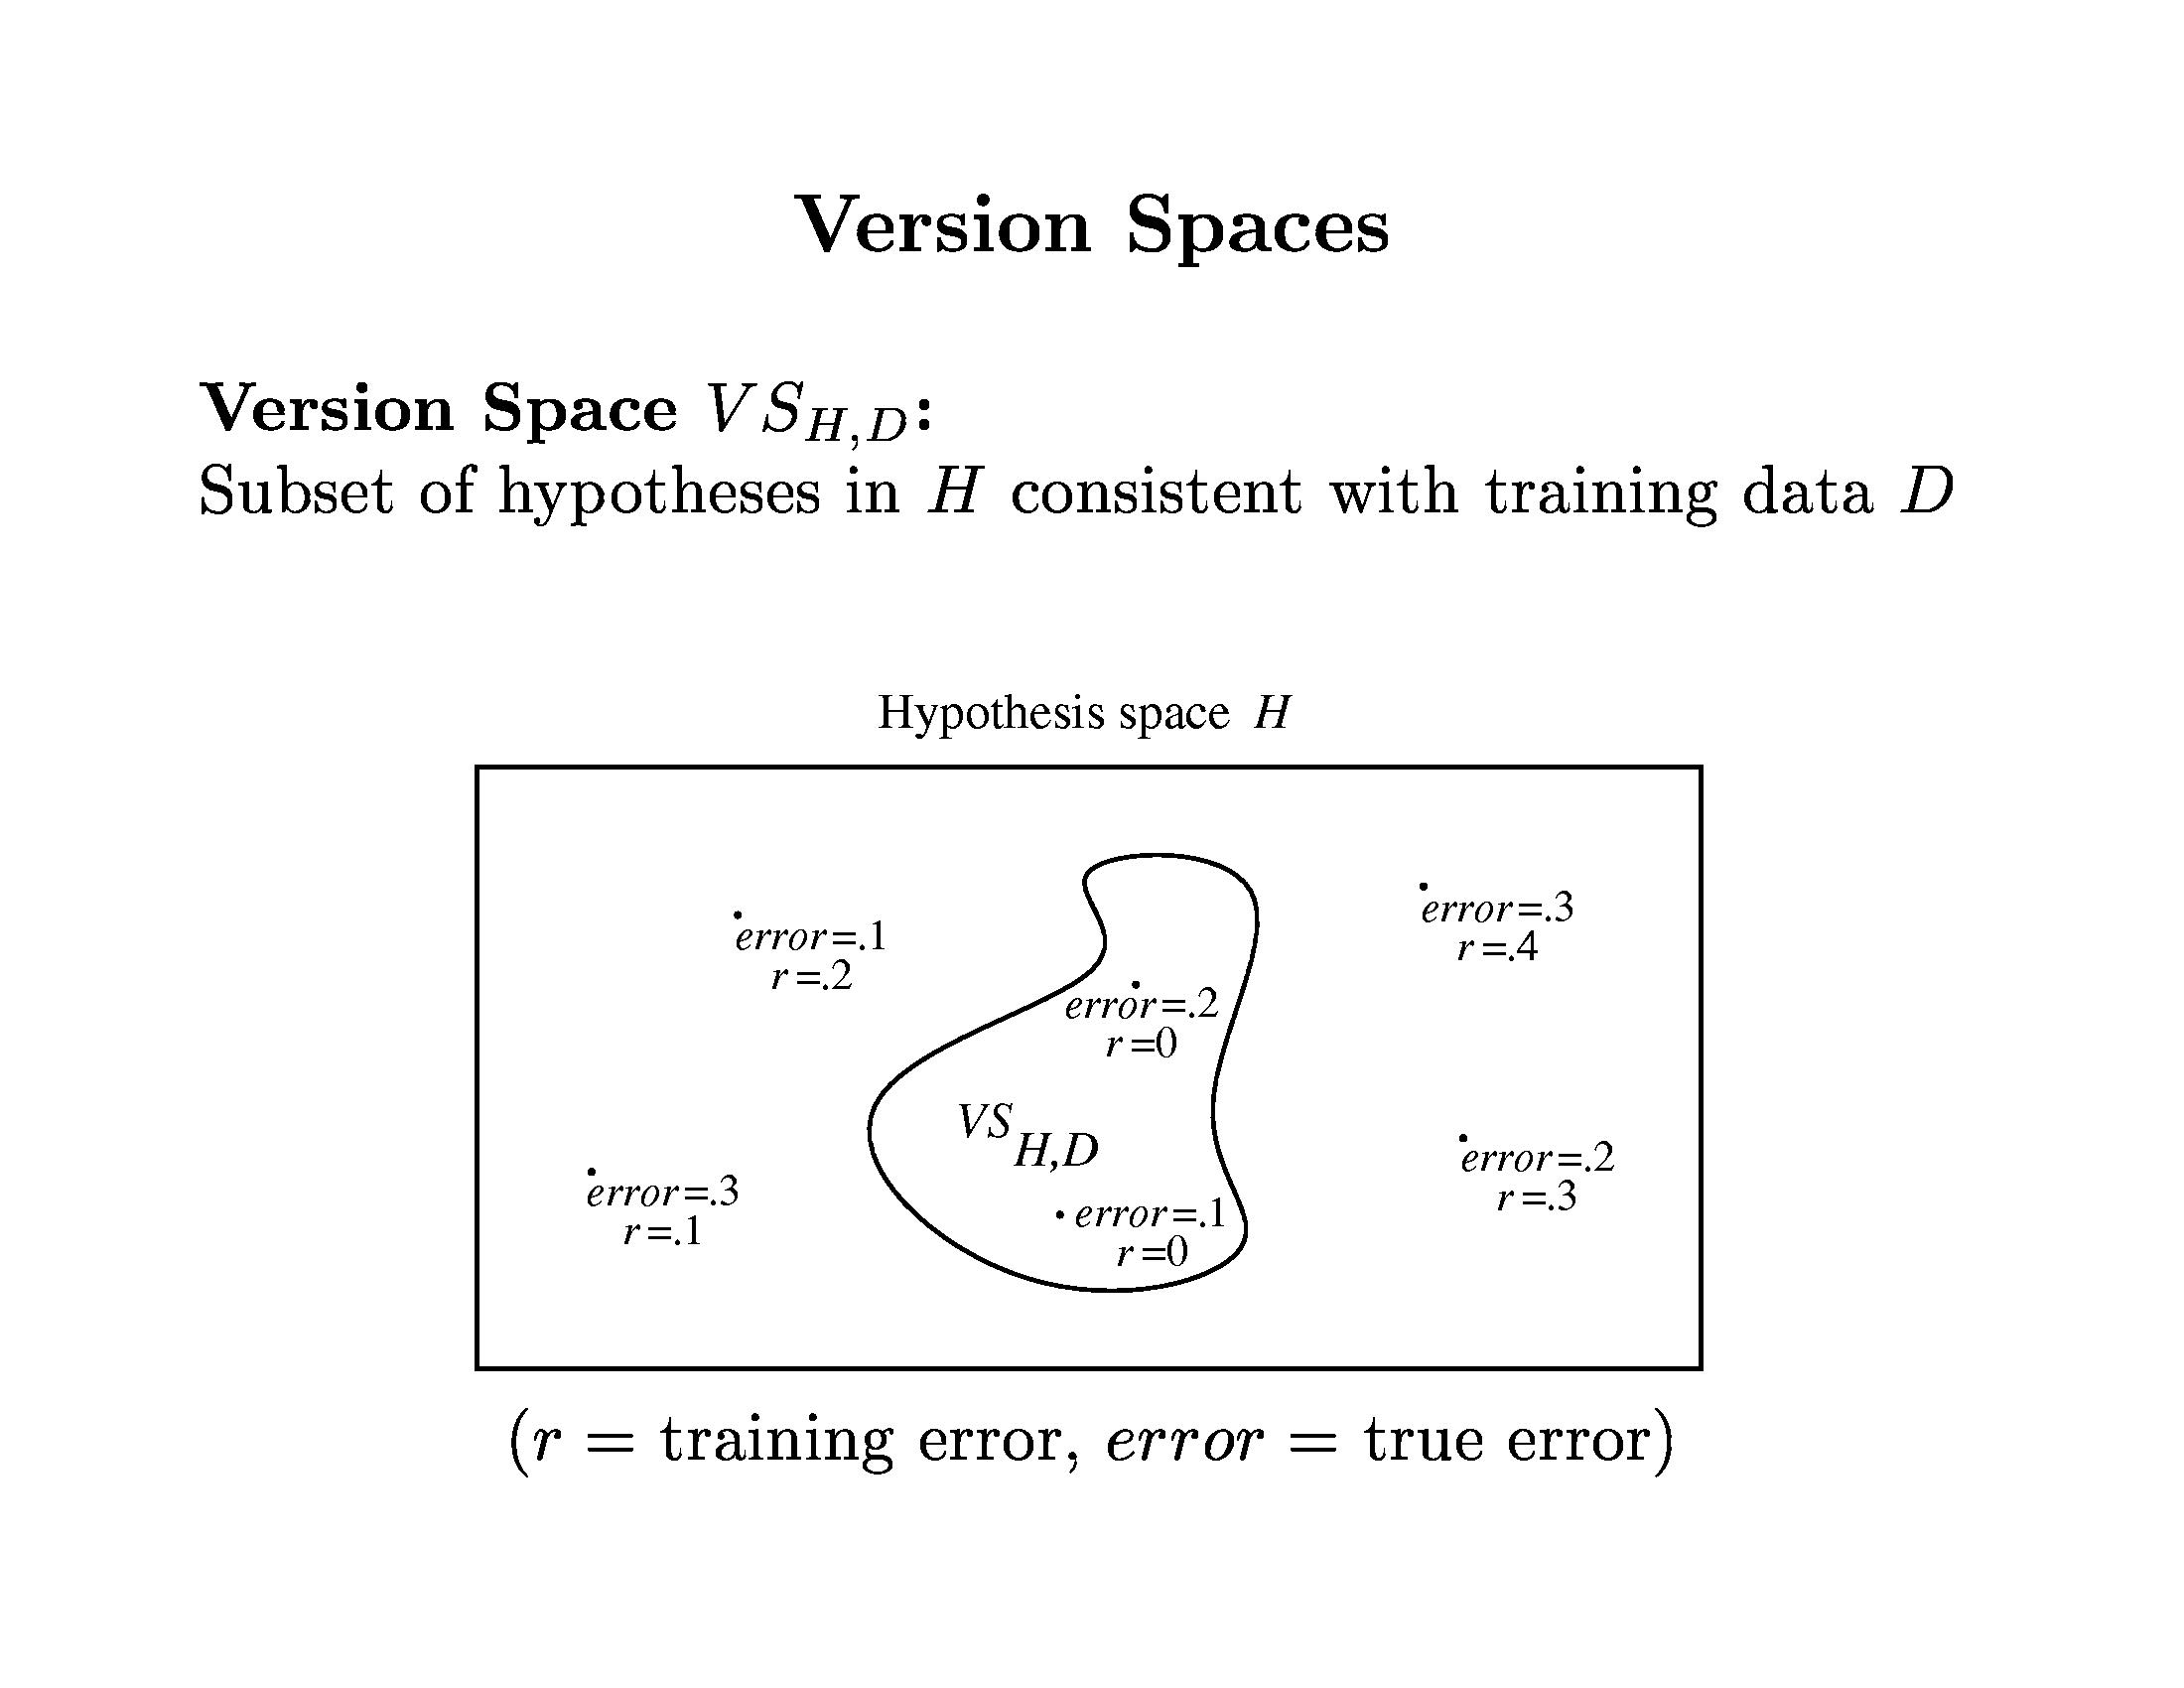 Version Spaces
Version Space VS_{H,D}:
Subset of hypotheses in H consistent with training data D
Hypothesis space H
error=.1
r=.2
error=.3
r=.4
error=.2
r=0
VS_{H,D}
error=.3
r=.1
error=.2
r=.3
error=.1
r=0
(r = training error, error = true error)